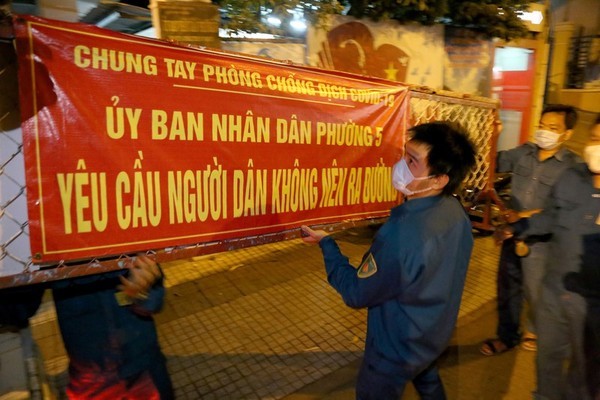 CHUNG TAY PHÒNG CHỐNG DỊCH COVID-19
ỦY BAN NHÂN DÂN PHƯỜNG 5
YÊU CẦU NGƯỜI DÂN KHÔNG NÊN RA ĐƯỜN